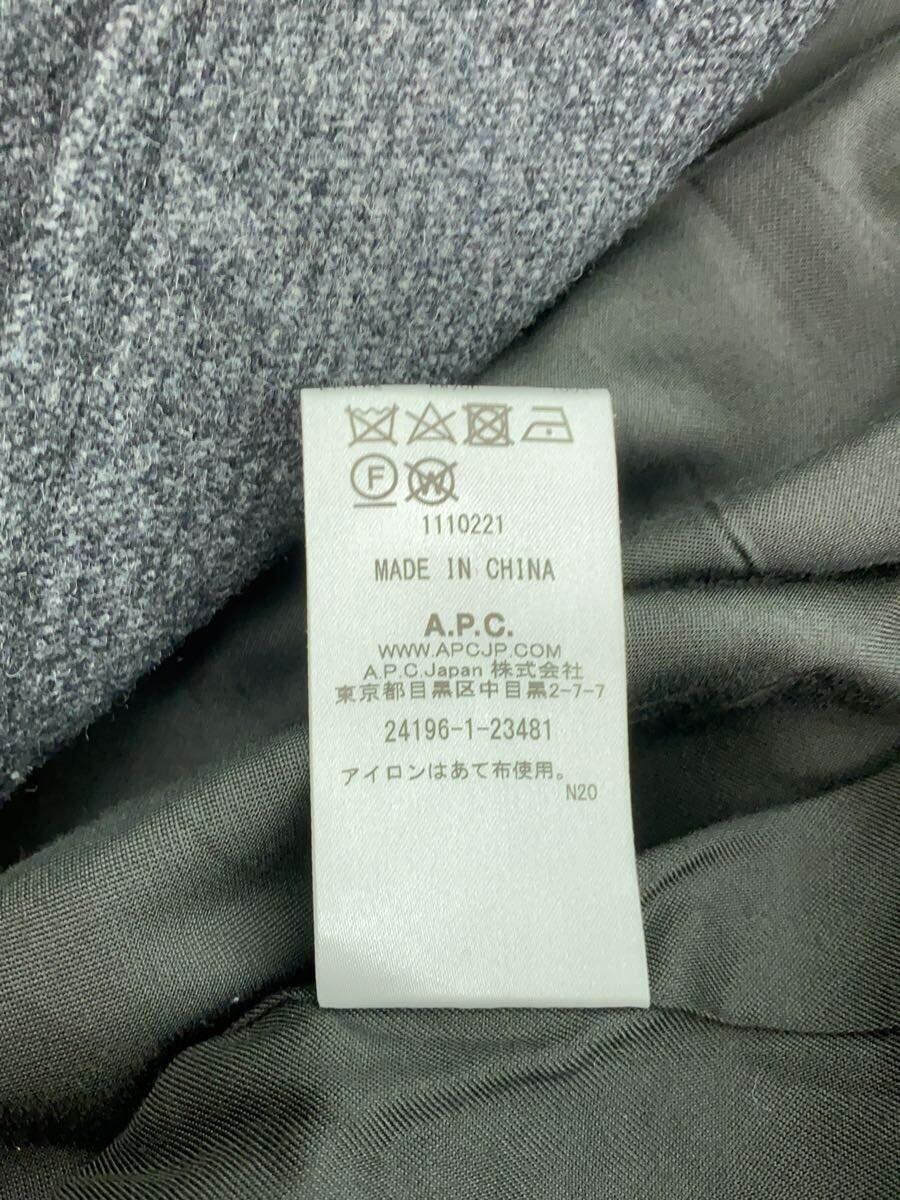 F W
1110221
MADE IN CHINA
A.P.C.
WWW.APCJP.COM
A.P.C.Japan 株式会社
東京都目黒区中目黒2-7-7
24196-1-23481
アイロンはあて布使用。
N20